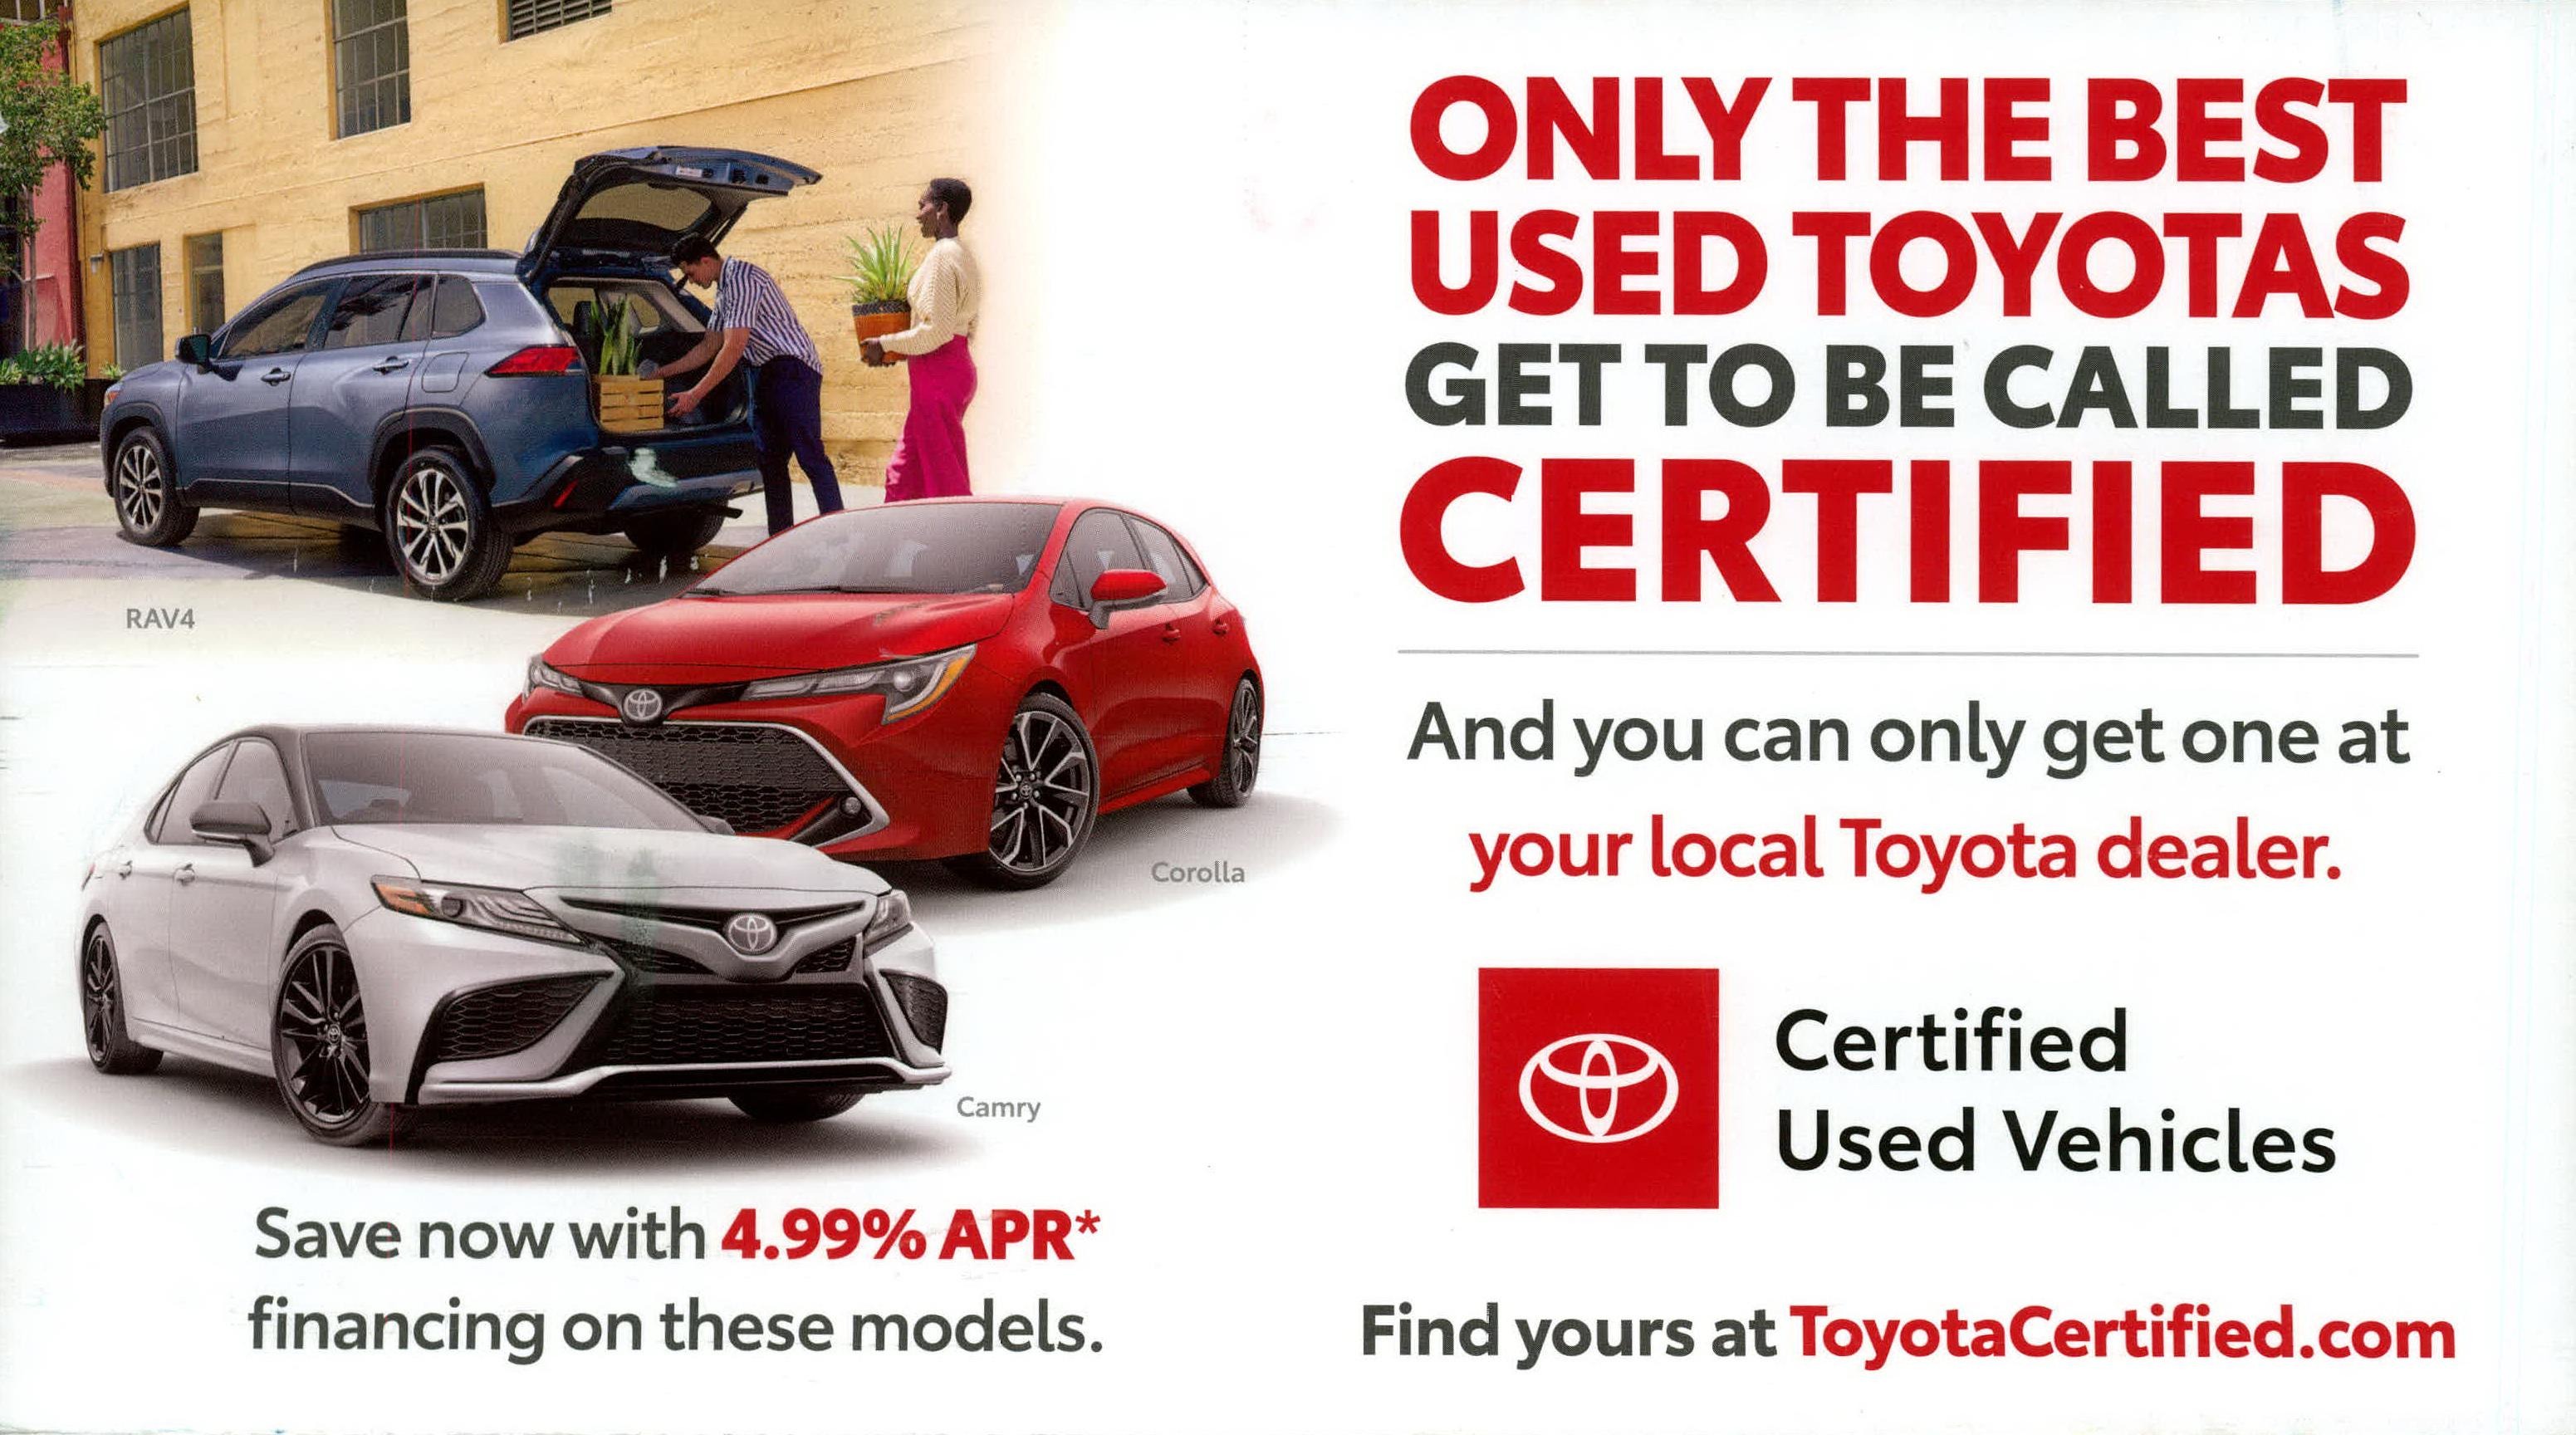 ONLY THE BEST
USED TOYOTAS
GET TO BE CALLED
CERTIFIED
And you can only get one at
your local Toyota dealer.
Certified
Used Vehicles
Find yours at ToyotaCertified.com
RAV4
Corolla
Camry
Save now with 4.99% APR*
financing on these models.